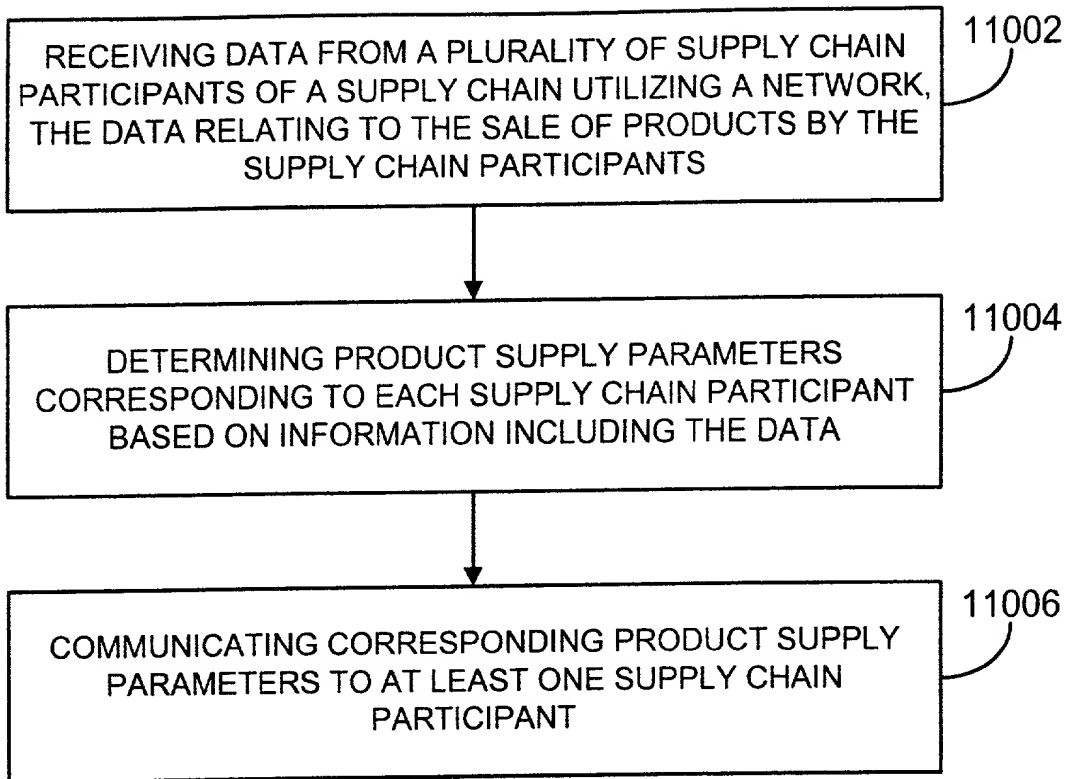 11002
RECEIVING DATA FROM A PLURALITY OF SUPPLY CHAIN
PARTICIPANTS OF A SUPPLY CHAIN UTILIZING A NETWORK,
THE DATA RELATING TO THE SALE OF PRODUCTS BY THE
SUPPLY CHAIN PARTICIPANTS
11004
DETERMINING PRODUCT SUPPLY PARAMETERS
CORRESPONDING TO EACH SUPPLY CHAIN PARTICIPANT
BASED ON INFORMATION INCLUDING THE DATA
11006
COMMUNICATING CORRESPONDING PRODUCT SUPPLY
PARAMETERS TO AT LEAST ONE SUPPLY CHAIN
PARTICIPANT